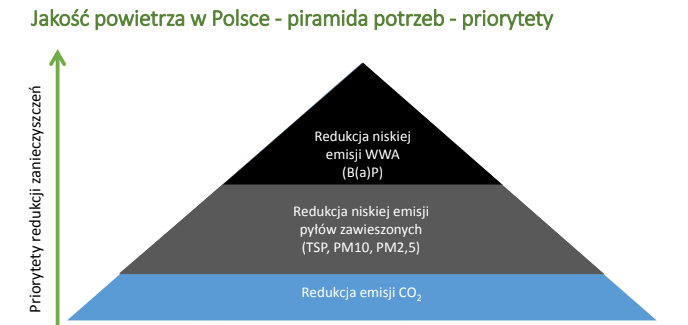 Jakość powietrza w Polsce - piramida potrzeb - priorytety
Priorytety redukcji zanieczyszczeń
Redukcja niskiej
emisji WWA
(B(a)P)
Redukcja niskiej emisji
pyłów zawieszonych
(TSP, PM10, PM2,5)
Redukcja emisji CO₂